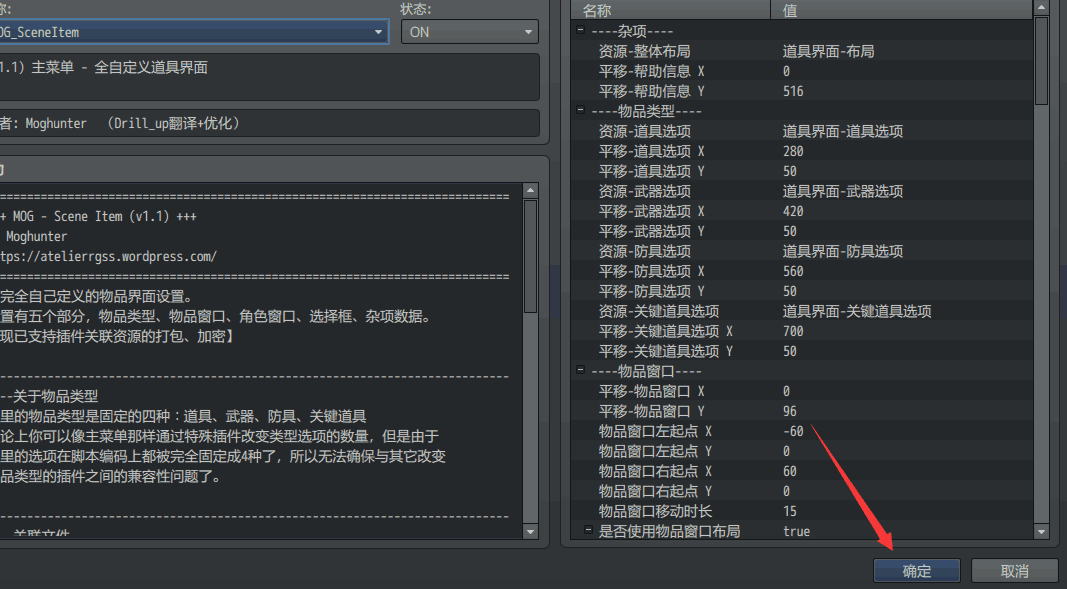 称:
状态:
OG_SceneItem
ON
1.1) 主菜单 - 全自定义道具界面
者: Moghunter （Drill_up翻译+优化）
=============================================================================
+ MOG - Scene Item (v1.1) +++
Moghunter
tps://atelierrgss.wordpress.com/
=============================================================================
完全自己定义的物品界面设置。
置有五个部分，物品类型、物品窗口、角色窗口、选择框、杂项数据。
现已支持插件关联资源的打包、加密】
-----------------------------------------------------------------------------
--关于物品类型
里的物品类型是固定的四种：道具、武器、防具、关键道具
论上你可以像主菜单那样通过特殊插件改变类型选项的数量，但是由于
里的选项在脚本编码上都被完全固定成4种了，所以无法确保与其它改变
品类型的插件之间的兼容性问题了。
-----------------------------------------------------------------------------
关联文件
名称 值
----杂项----
资源-整体布局 道具界面-布局
平移-帮助信息 X 0
平移-帮助信息 Y 516
----物品类型----
资源-道具选项 道具界面-道具选项
平移-道具选项 X 280
平移-道具选项 Y 50
资源-武器选项 道具界面-武器选项
平移-武器选项 X 420
平移-武器选项 Y 50
资源-防具选项 道具界面-防具选项
平移-防具选项 X 560
平移-防具选项 Y 50
资源-关键道具选项 道具界面-关键道具选项
平移-关键道具选项 X 700
平移-关键道具选项 Y 50
----物品窗口----
平移-物品窗口 X 0
平移-物品窗口 Y 96
物品窗口左起点 X -60
物品窗口左起点 Y 0
物品窗口右起点 X 60
物品窗口右起点 Y 0
物品窗口移动时长 15
是否使用物品窗口布局 true
确定
取消